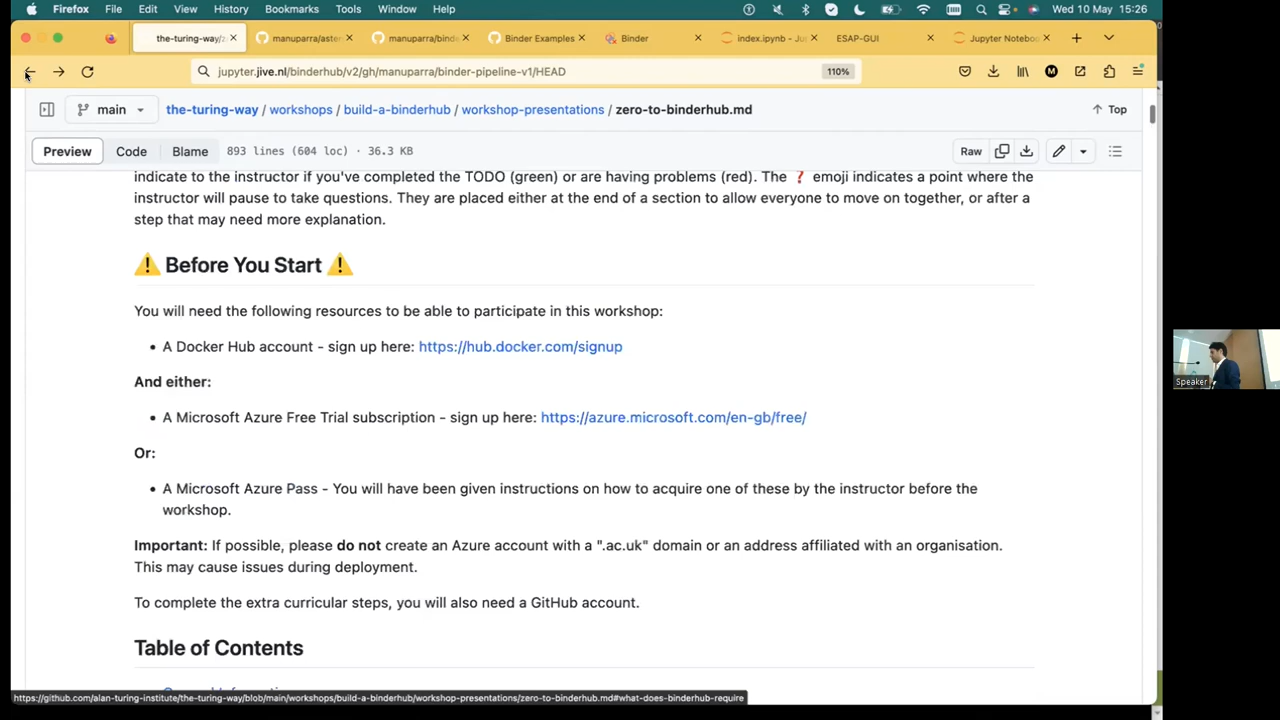 Firefox File Edit View History Bookmarks Tools Window Help Wed 10 May 15:26
the-turing-way/z manuparra/aster manuparra/bind Binder Examples Binder index.ipynb - Ju ESAP-GUI Jupyter Noteboo
jupyter.jive.nl/binderhub/v2/gh/manuparra/binder-pipeline-v1/HEAD 110%
main the-turing-way / workshops / build-a-binderhub / workshop-presentations / zero-to-binderhub.md Top
Preview Code Blame 893 lines (604 loc) · 36.3 KB Raw
indicate to the instructor if you've completed the TODO (green) or are having problems (red). The ❓ emoji indicates a point where the
instructor will pause to take questions. They are placed either at the end of a section to allow everyone to move on together, or after a
step that may need more explanation.
⚠️ Before You Start ⚠️
You will need the following resources to be able to participate in this workshop:
• A Docker Hub account - sign up here: https://hub.docker.com/signup
And either:
• A Microsoft Azure Free Trial subscription - sign up here: https://azure.microsoft.com/en-gb/free/
Or:
• A Microsoft Azure Pass - You will have been given instructions on how to acquire one of these by the instructor before the
workshop.
Important: If possible, please do not create an Azure account with a ".ac.uk" domain or an address affiliated with an organisation.
This may cause issues during deployment.
To complete the extra curricular steps, you will also need a GitHub account.
Table of Contents
https://github.com/alan-turing-institute/the-turing-way/blob/main/workshops/build-a-binderhub/workshop-presentations/zero-to-binderhub.md#what-does-binderhub-require
Speaker